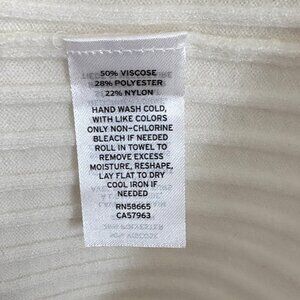 50% VISCOSE
28% POLYESTER
22% NYLON
HAND WASH COLD,
WITH LIKE COLORS
ONLY NON-CHLORINE
BLEACH IF NEEDED
ROLL IN TOWEL TO
REMOVE EXCESS
MOISTURE, RESHAPE,
LAY FLAT TO DRY
COOL IRON IF
NEEDED
RN58665
CA57963